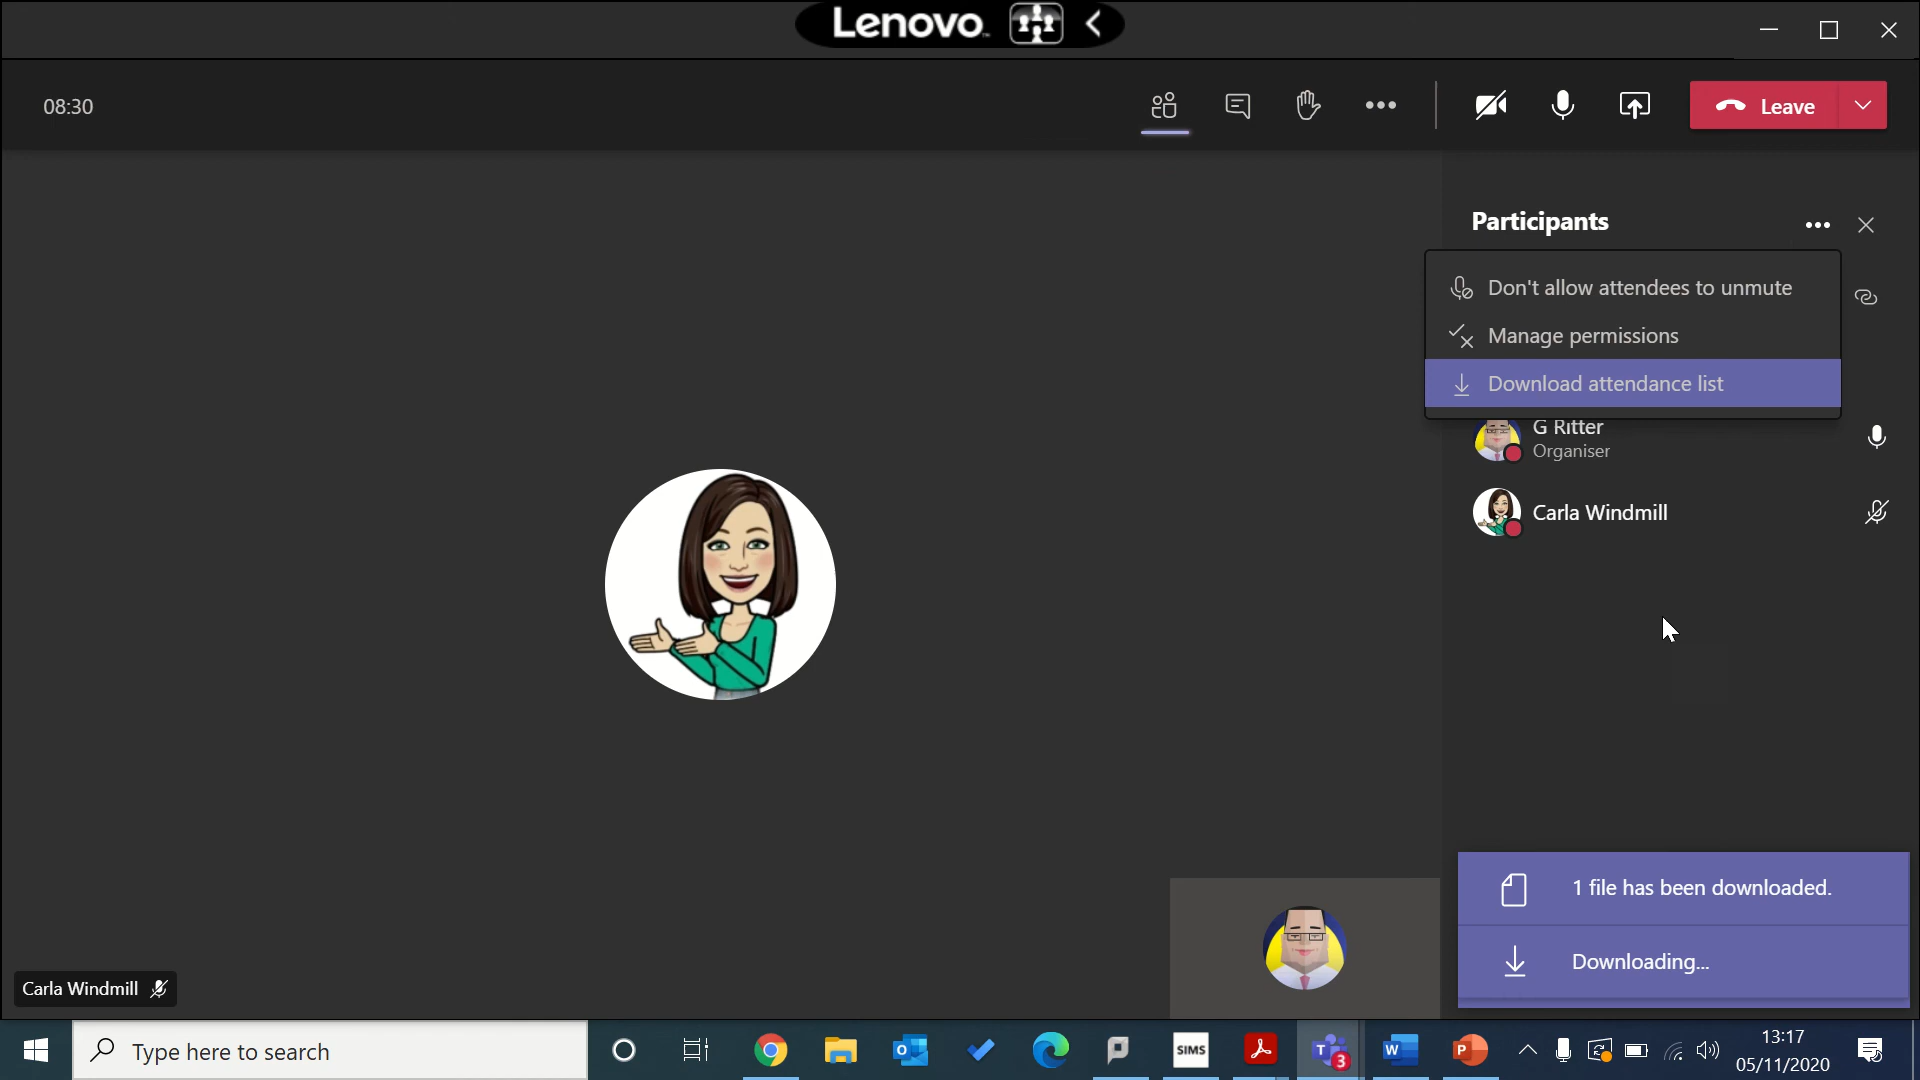 Lenovo
08:30
Leave
Participants
Don't allow attendees to unmute
Manage permissions
Download attendance list
G Ritter
Organiser
Carla Windmill
1 file has been downloaded.
Downloading...
Carla Windmill
Type here to search
SIMS
3
13:17
05/11/2020